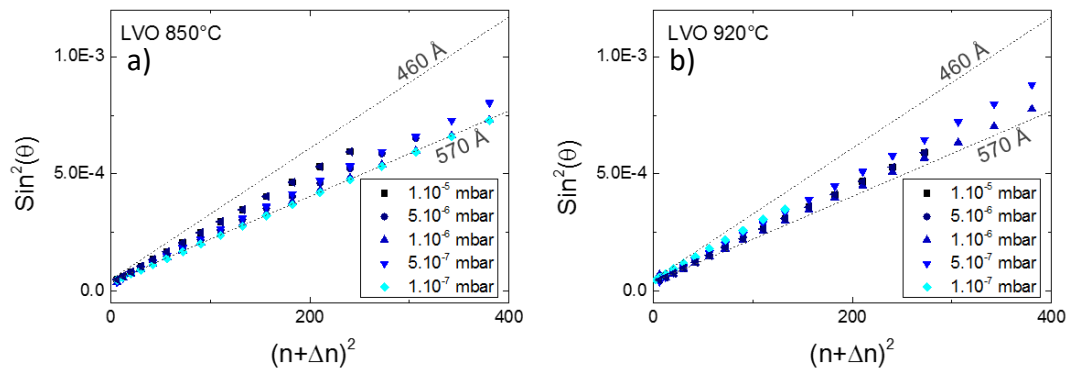 LVO 850°C
a)
460 Å
570 Å
1.0E-3
5.0E-4
0.0
Sin²(θ)
0
200
400
(n+Δn)²
1.10⁻⁵ mbar
5.10⁻⁶ mbar
1.10⁻⁶ mbar
5.10⁻⁷ mbar
1.10⁻⁷ mbar
LVO 920°C
b)
460 Å
570 Å
1.0E-3
5.0E-4
0.0
Sin²(θ)
0
200
400
(n+Δn)²
1.10⁻⁵ mbar
5.10⁻⁶ mbar
1.10⁻⁶ mbar
5.10⁻⁷ mbar
1.10⁻⁷ mbar